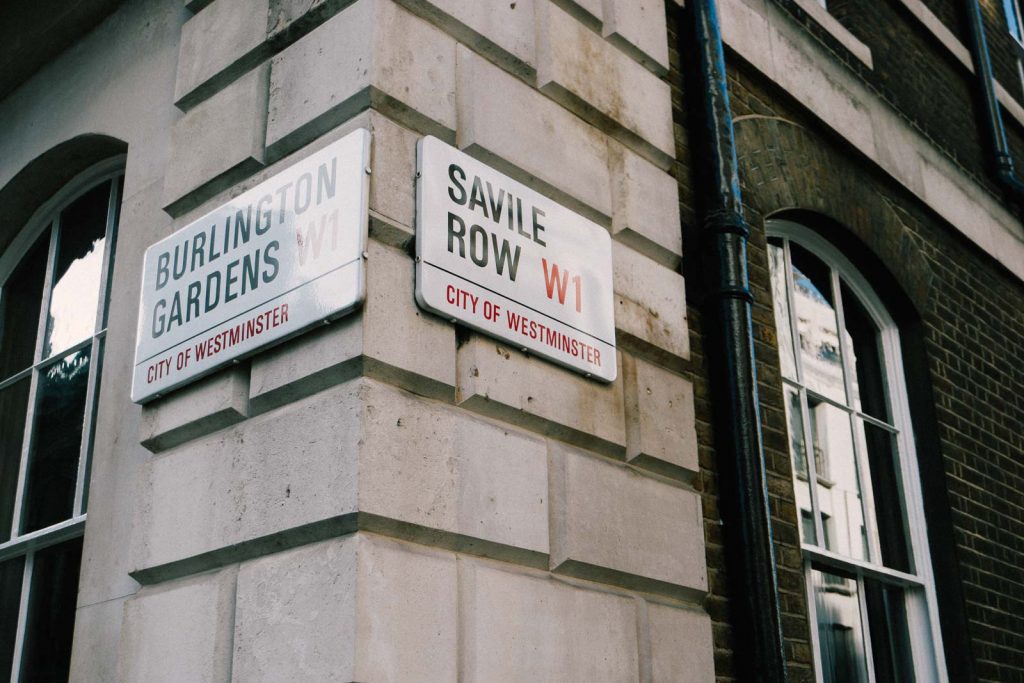 BURLINGTON
GARDENS W1
CITY OF WESTMINSTER
SAVILE
ROW W1
CITY OF WESTMINSTER